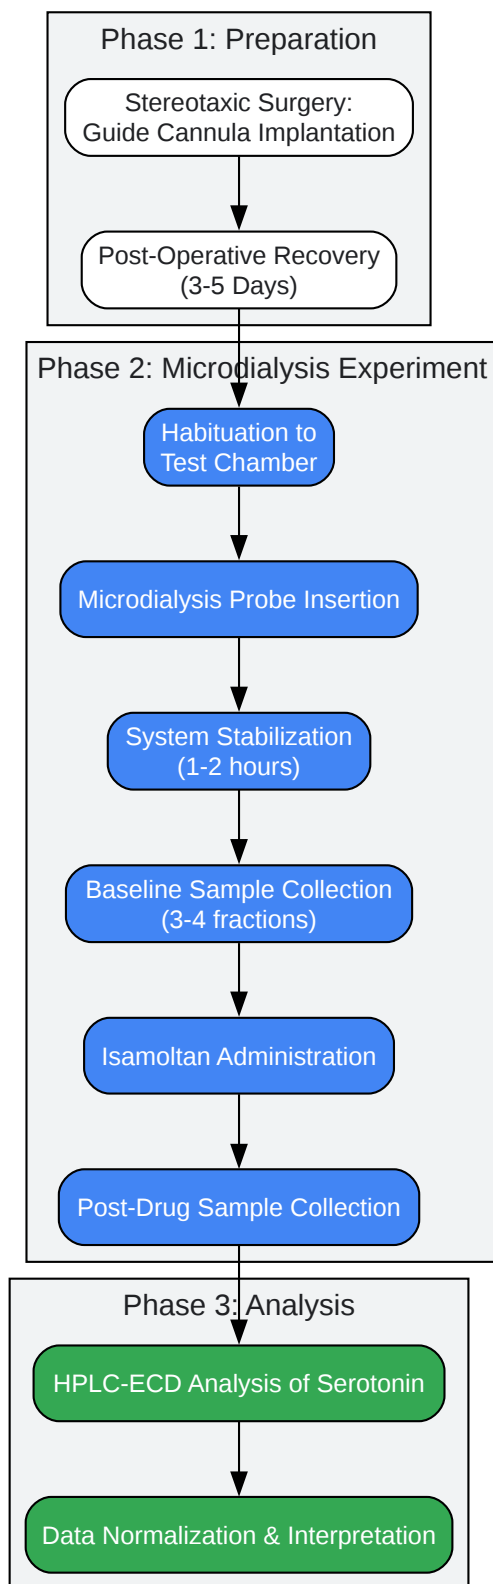 Phase 1: Preparation
Stereotaxic Surgery:
Guide Cannula Implantation
Post-Operative Recovery
(3-5 Days)
Phase 2: Microdialysis Experiment
Habituation to
Test Chamber
Microdialysis Probe Insertion
System Stabilization
(1-2 hours)
Baseline Sample Collection
(3-4 fractions)
Isamoltan Administration
Post-Drug Sample Collection
Phase 3: Analysis
HPLC-ECD Analysis of Serotonin
Data Normalization & Interpretation